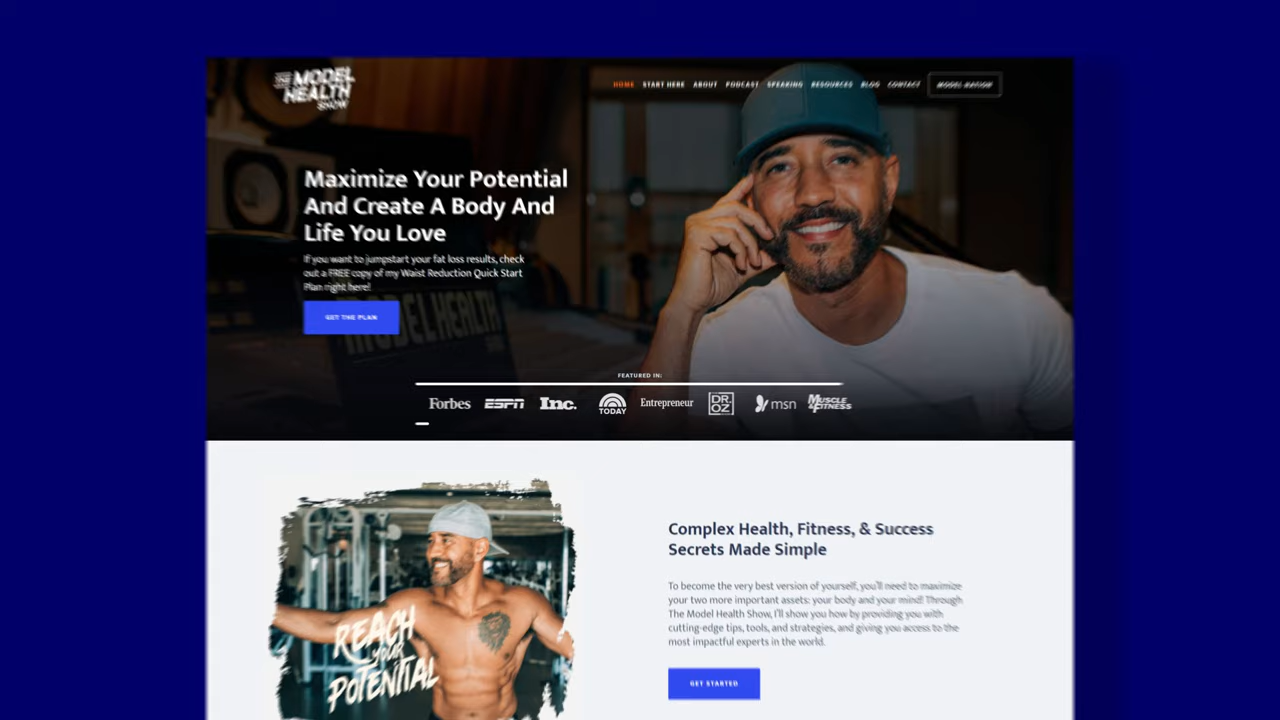 THE MODEL
HEALTH
SHOW
HOME START HERE ABOUT PODCAST SPEAKING RESOURCES BLOG CONTACT MODEL NATION
Maximize Your Potential
And Create A Body And
Life You Love
If you want to jumpstart your fat loss results, check
out a FREE copy of my Waist Reduction Quick Start
Plan right here!
GET THE PLAN
MODEL HEALTH
FEATURED IN:
Forbes ESPN Inc. TODAY Entrepreneur DR. OZ msn MUSCLE & FITNESS
Complex Health, Fitness, & Success
Secrets Made Simple
To become the very best version of yourself, you'll need to maximize
your two more important assets: your body and your mind! Through
The Model Health Show, I'll show you how by providing you with
cutting-edge tips, tools, and strategies, and giving you access to the
most impactful experts in the world.
GET STARTED
REACH
your
POTENTIAL